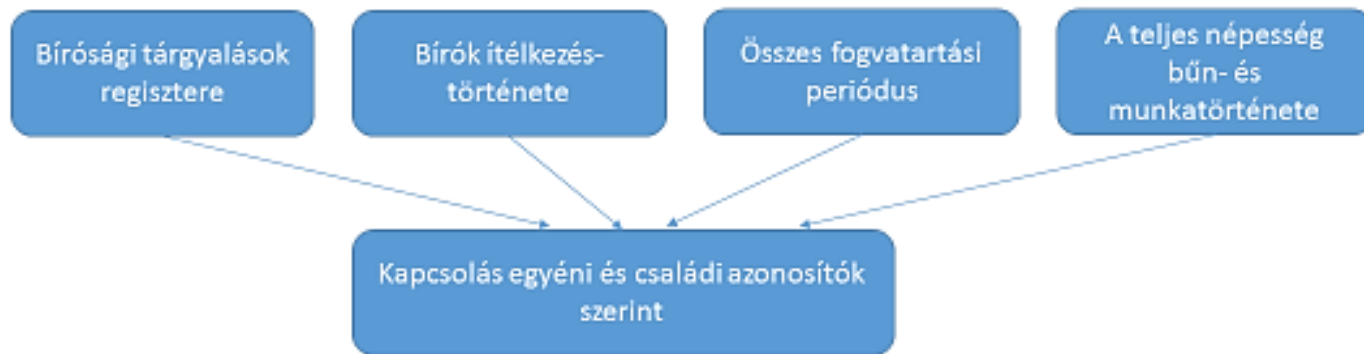 Bírósági tárgyalások
regisztere
Bírók ítélkezés-
története
Összes fogvatartási
periódus
A teljes népesség
bűn- és
munkatörténete
Kapcsolás egyéni és családi azonosítók
szerint